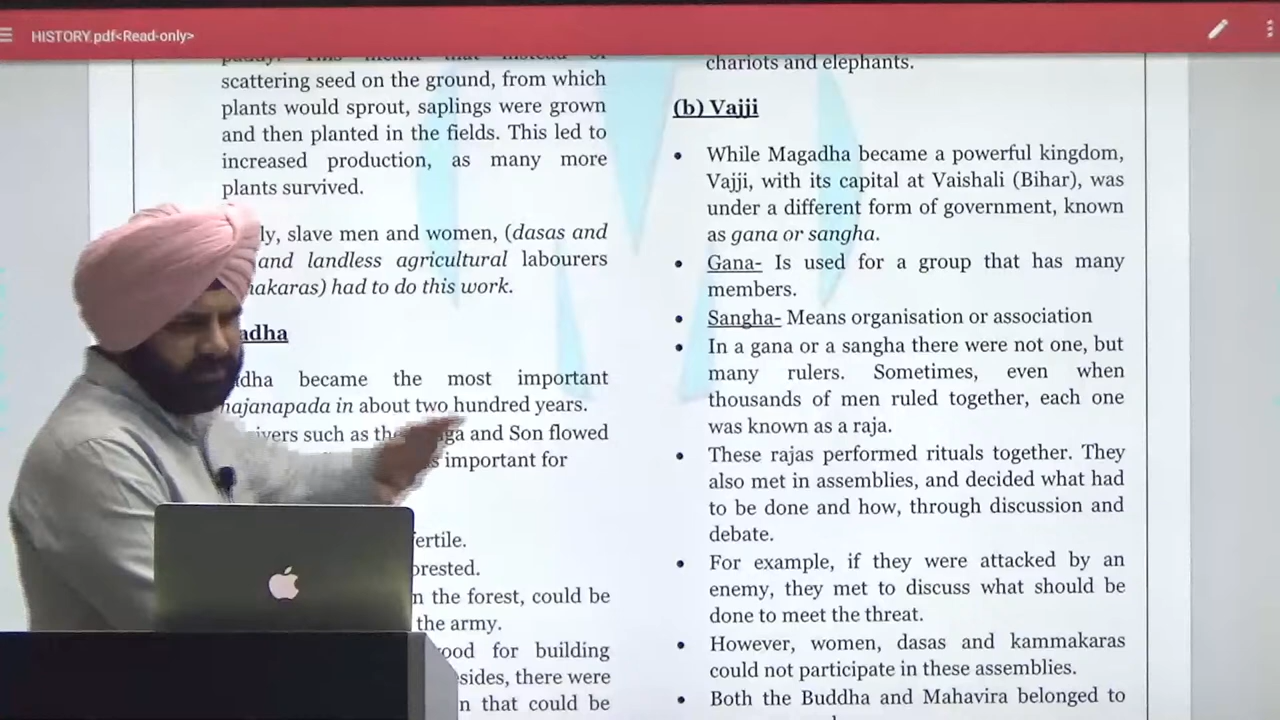 HISTORY.pdf<Read-only>
scattering seed on the ground, from which
plants would sprout, saplings were grown
and then planted in the fields. This led to
increased production, as many more
plants survived.
ly, slave men and women, (dasas and
and landless agricultural labourers
akaras) had to do this work.
adha
dha became the most important
ajanapada in about two hundred years.
ivers such as the ga and Son flowed
important for
ertile.
orested.
n the forest, could be
the army.
ood for building
sides, there were
n that could be
chariots and elephants.
(b) Vajji
• While Magadha became a powerful kingdom,
Vajji, with its capital at Vaishali (Bihar), was
under a different form of government, known
as gana or sangha.
• Gana- Is used for a group that has many
members.
• Sangha- Means organisation or association
• In a gana or a sangha there were not one, but
many rulers. Sometimes, even when
thousands of men ruled together, each one
was known as a raja.
• These rajas performed rituals together. They
also met in assemblies, and decided what had
to be done and how, through discussion and
debate.
• For example, if they were attacked by an
enemy, they met to discuss what should be
done to meet the threat.
• However, women, dasas and kammakaras
could not participate in these assemblies.
• Both the Buddha and Mahavira belonged to